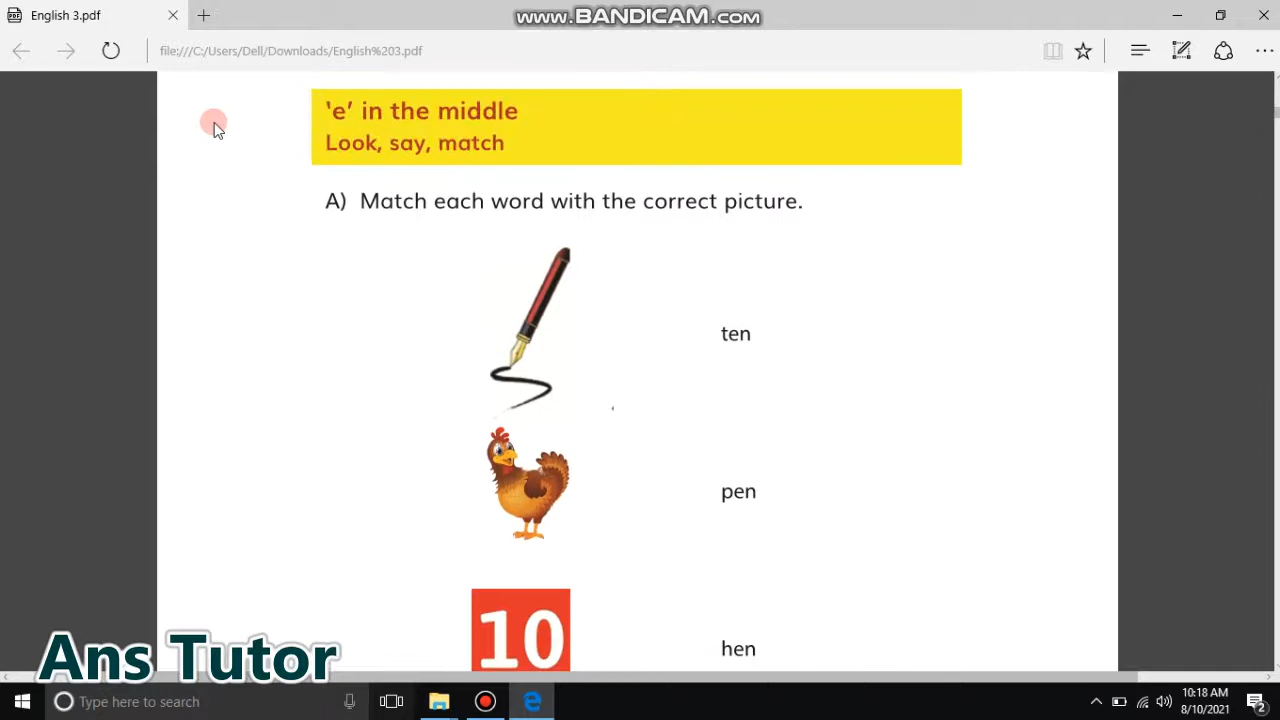 English 3.pdf
www.BANDICAM.com
file:///C:/Users/Dell/Downloads/English%203.pdf
'e' in the middle
Look, say, match
A) Match each word with the correct picture.
ten
pen
10
hen
Ans Tutor
Type here to search
10:18 AM
8/10/2021
2